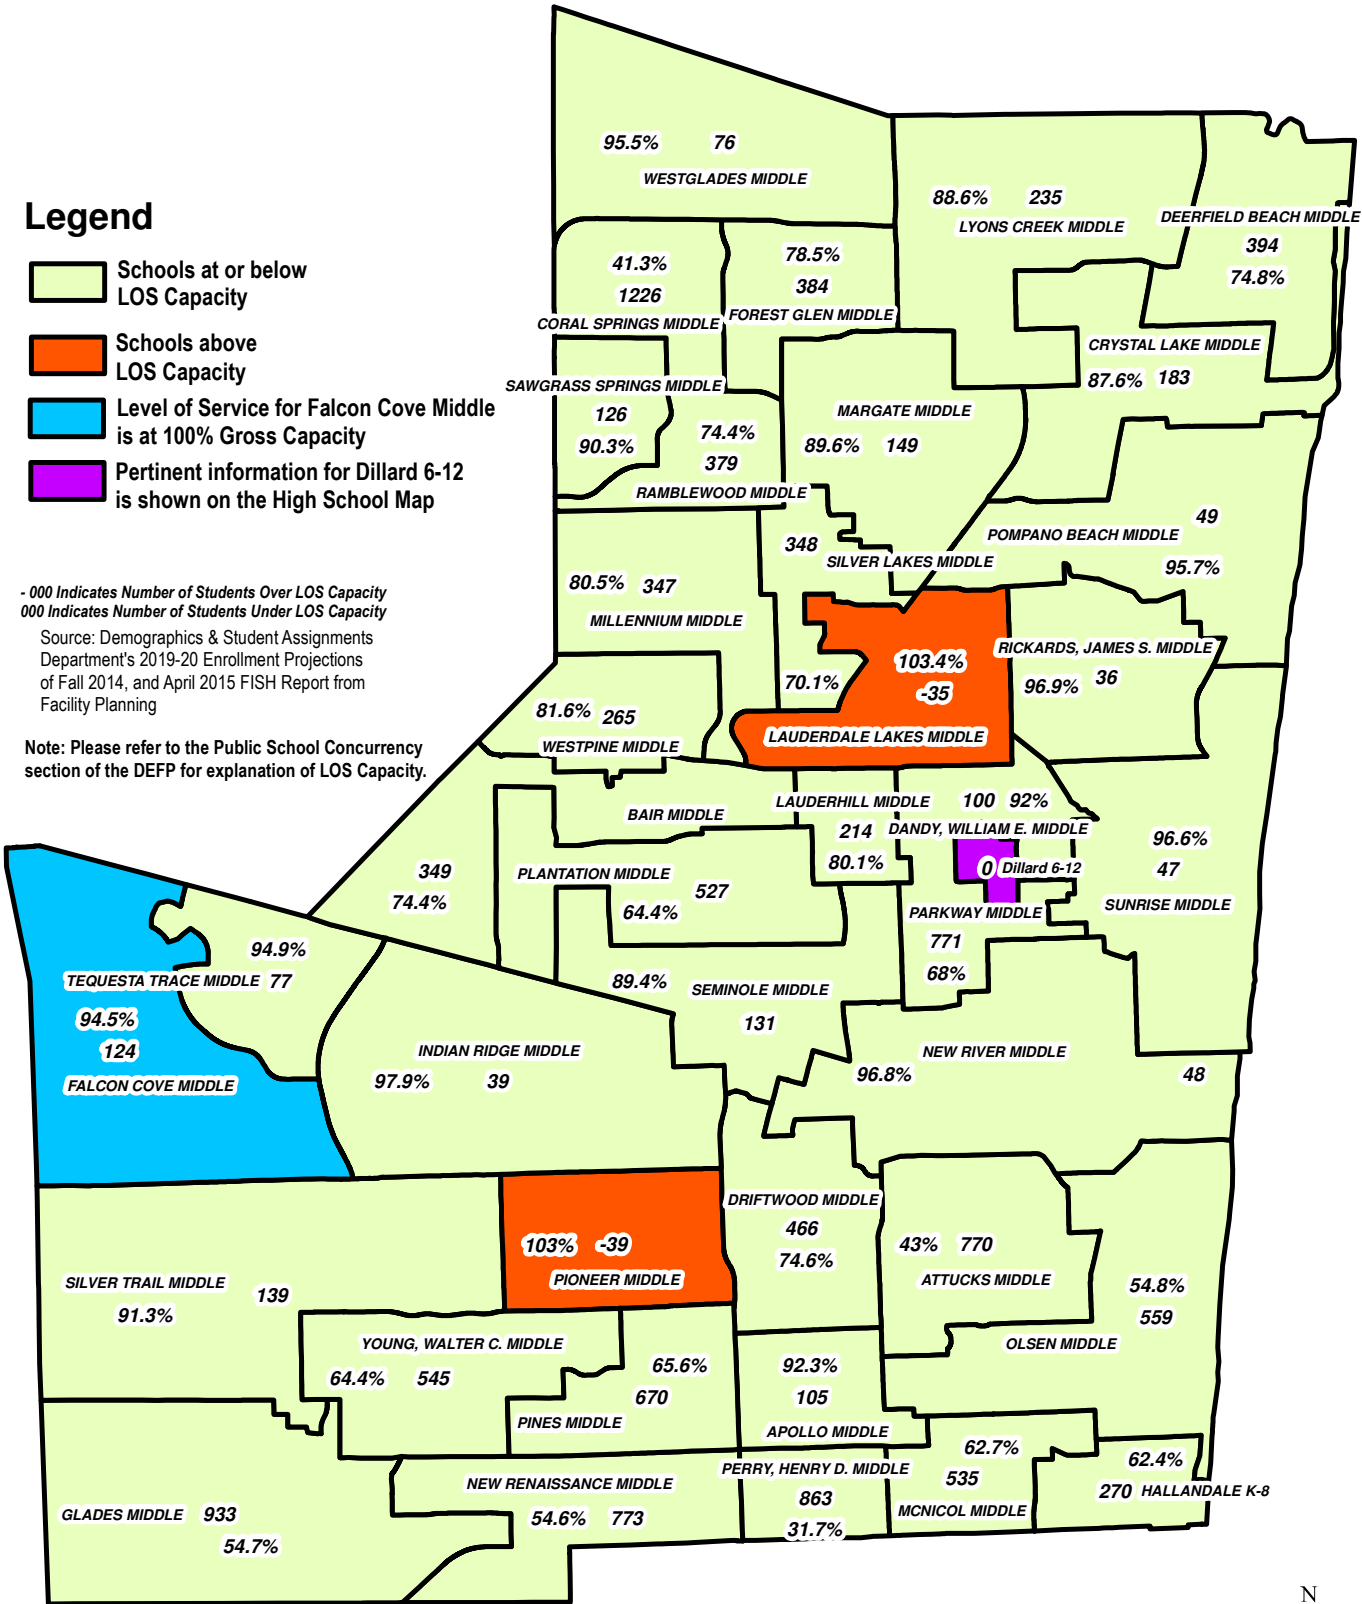 95.5% 76
WESTGLADES MIDDLE
88.6% 235
LYONS CREEK MIDDLE
DEERFIELD BEACH MIDDLE
394
74.8%
Legend
Schools at or below
LOS Capacity
Schools above
LOS Capacity
Level of Service for Falcon Cove Middle
is at 100% Gross Capacity
Pertinent information for Dillard 6-12
is shown on the High School Map
- 000 Indicates Number of Students Over LOS Capacity
000 Indicates Number of Students Under LOS Capacity
Source: Demographics & Student Assignments
Department's 2019-20 Enrollment Projections
of Fall 2014, and April 2015 FISH Report from
Facility Planning
Note: Please refer to the Public School Concurrency
section of the DEFP for explanation of LOS Capacity.
41.3%
1226
CORAL SPRINGS MIDDLE
78.5%
384
FOREST GLEN MIDDLE
CRYSTAL LAKE MIDDLE
87.6% 183
SAWGRASS SPRINGS MIDDLE
126
90.3%
74.4%
379
RAMBLEWOOD MIDDLE
MARGATE MIDDLE
89.6% 149
49
POMPANO BEACH MIDDLE
95.7%
348
SILVER LAKES MIDDLE
70.1%
80.5% 347
MILLENNIUM MIDDLE
103.4%
-35
LAUDERDALE LAKES MIDDLE
RICKARDS, JAMES S. MIDDLE
96.9% 36
81.6% 265
WESTPINE MIDDLE
BAIR MIDDLE
349
74.4%
LAUDERHILL MIDDLE
214
80.1%
100 92%
DANDY, WILLIAM E. MIDDLE
0 Dillard 6-12
96.6%
47
SUNRISE MIDDLE
PLANTATION MIDDLE
527
64.4%
PARKWAY MIDDLE
771
68%
94.9%
TEQUESTA TRACE MIDDLE 77
94.5%
124
FALCON COVE MIDDLE
89.4%
SEMINOLE MIDDLE
131
INDIAN RIDGE MIDDLE
97.9% 39
NEW RIVER MIDDLE
96.8% 48
DRIFTWOOD MIDDLE
466
74.6%
43% 770
ATTUCKS MIDDLE
103% -39
PIONEER MIDDLE
SILVER TRAIL MIDDLE
139
91.3%
54.8%
559
OLSEN MIDDLE
YOUNG, WALTER C. MIDDLE
64.4% 545
65.6%
670
PINES MIDDLE
92.3%
105
APOLLO MIDDLE
62.7%
535
MCNICOL MIDDLE
62.4%
270 HALLANDALE K-8
NEW RENAISSANCE MIDDLE
54.6% 773
PERRY, HENRY D. MIDDLE
863
31.7%
GLADES MIDDLE 933
54.7%
N